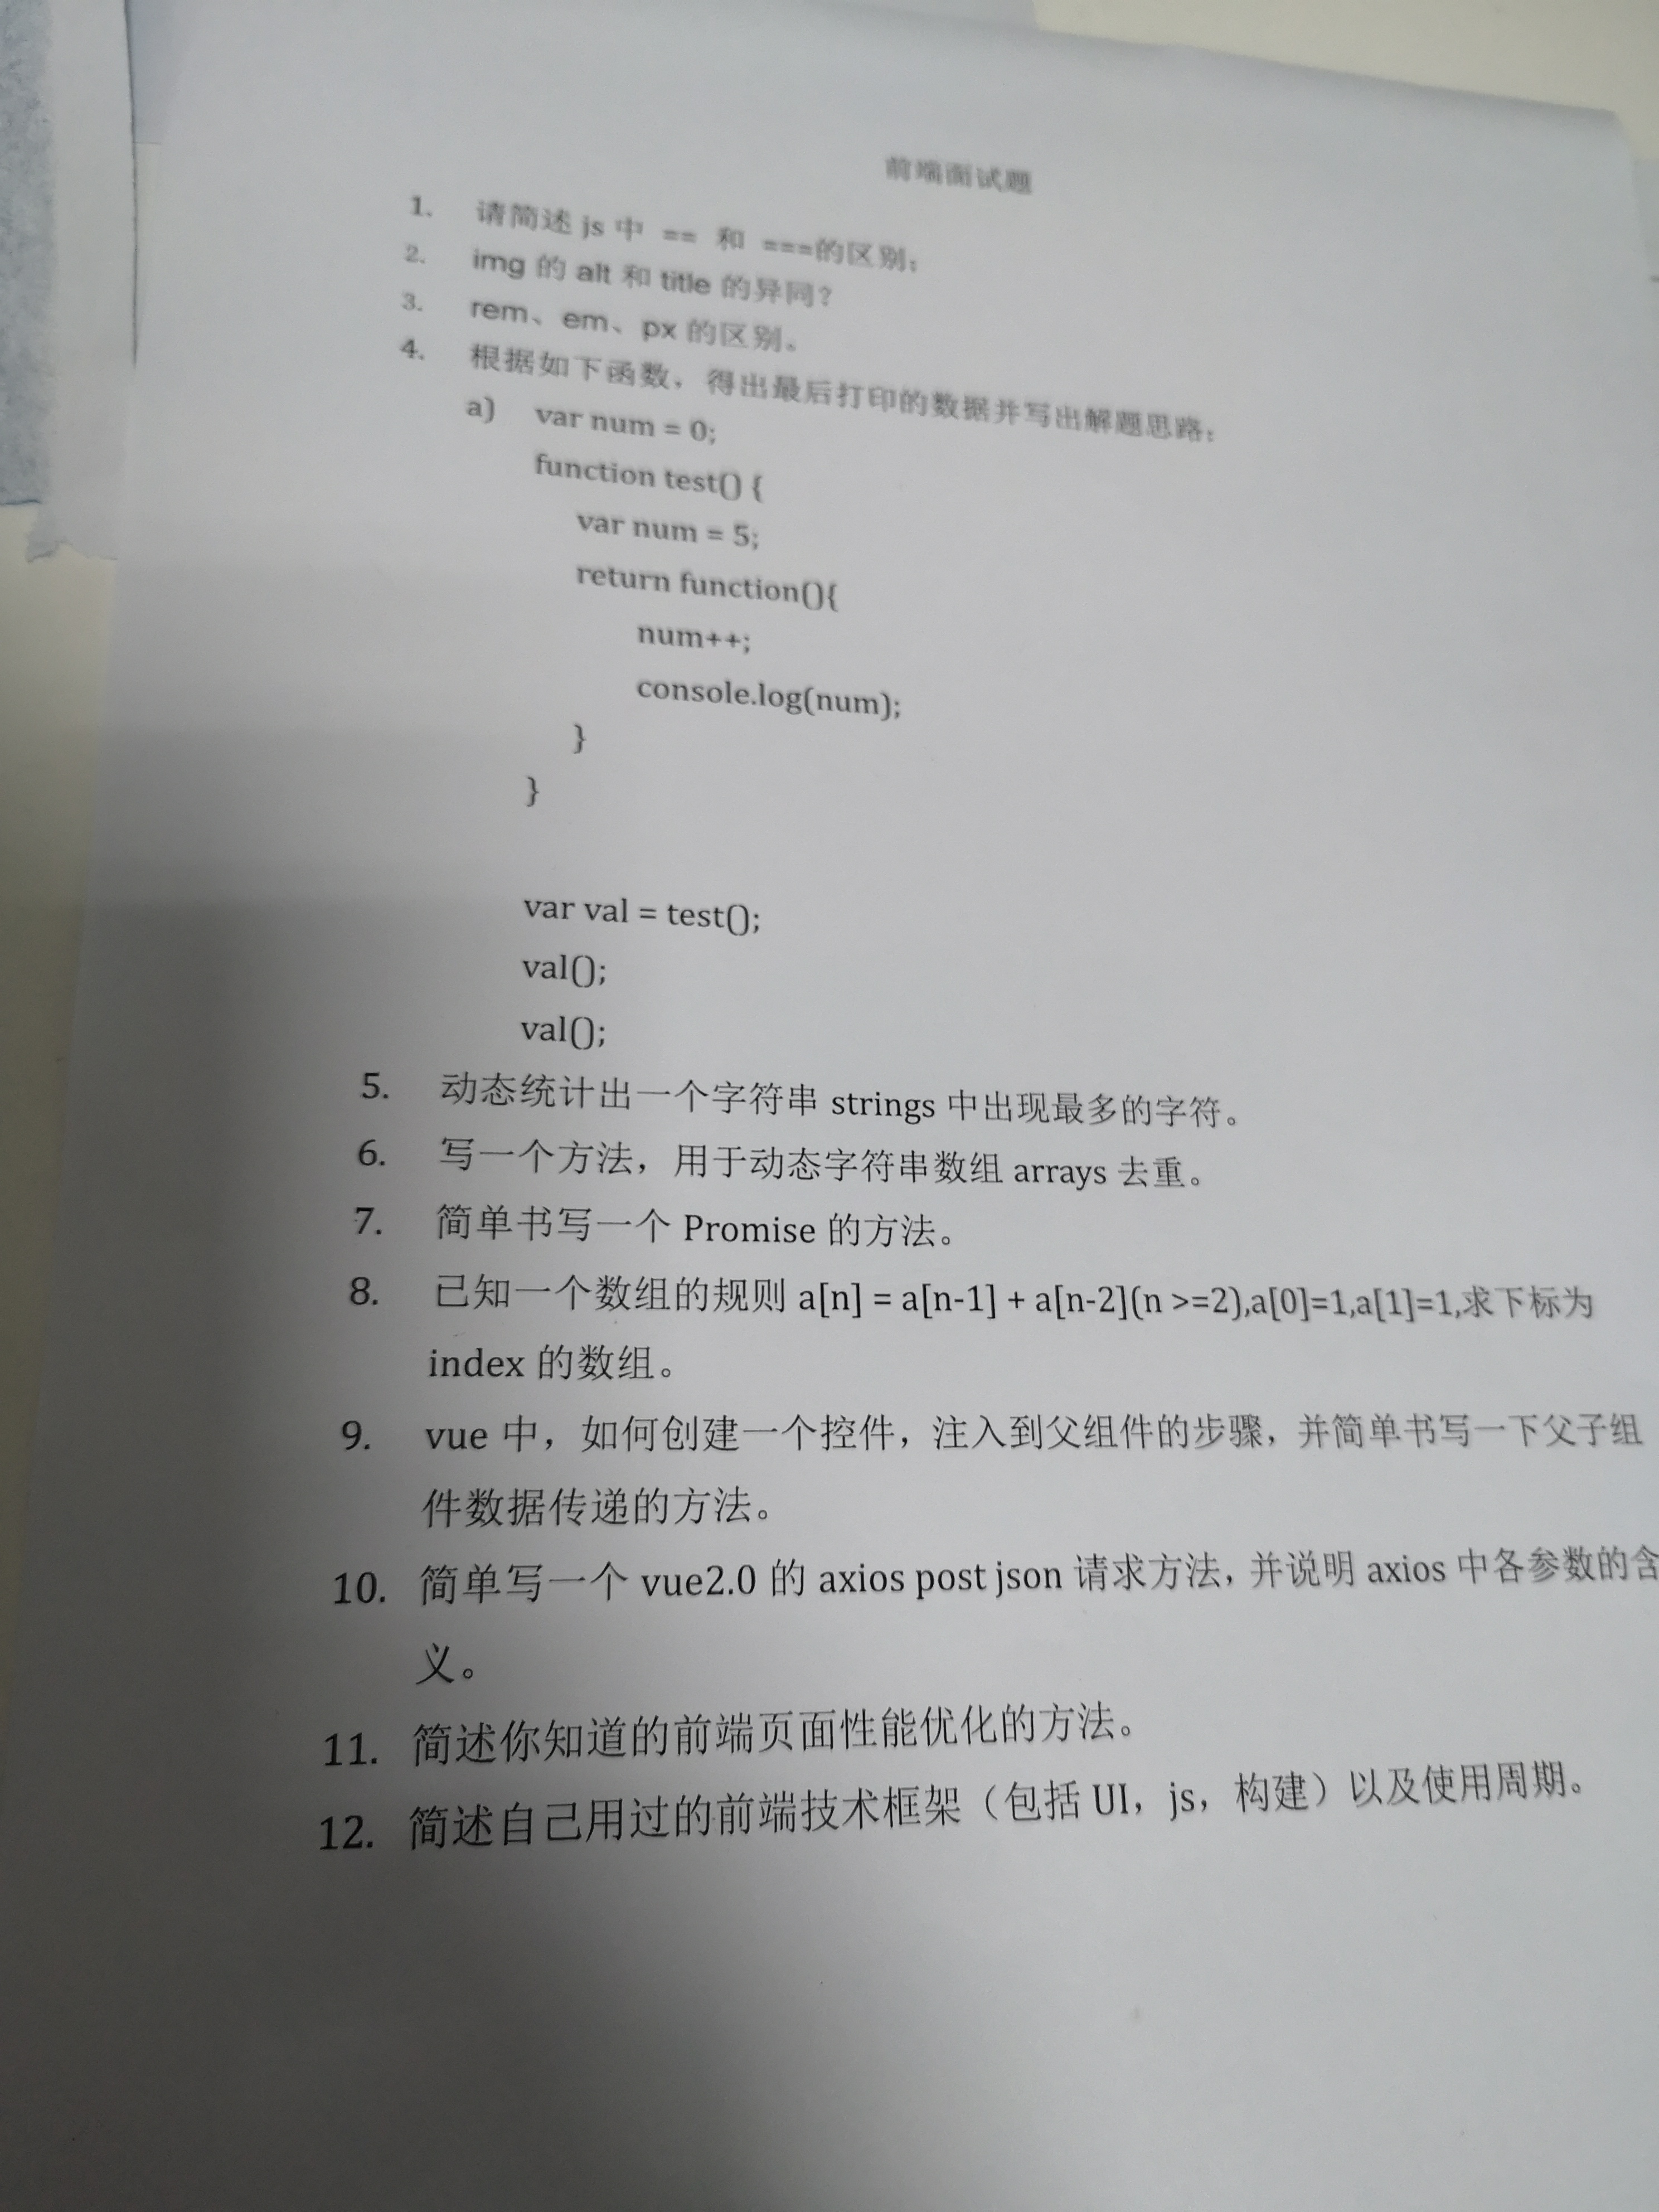 前端面试题
1. 请简述 js 中 == 和 ===的区别;
2. img 的 alt 和 title 的异同?
3. rem、em、px 的区别。
4. 根据如下函数，得出最后打印的数据并写出解题思路:
a) var num = 0;
function test() {
var num = 5;
return function(){
num++;
console.log(num);
}
}
var val = test();
val();
val();
5. 动态统计出一个字符串 strings 中出现最多的字符。
6. 写一个方法，用于动态字符串数组 arrays 去重。
7. 简单书写一个 Promise 的方法。
8. 已知一个数组的规则 a[n] = a[n-1] + a[n-2](n >=2),a[0]=1,a[1]=1,求下标为
index 的数组。
9. vue 中，如何创建一个控件，注入到父组件的步骤，并简单书写一下父子组
件数据传递的方法。
10. 简单写一个 vue2.0 的 axios post json 请求方法，并说明 axios 中各参数的含
义。
11. 简述你知道的前端页面性能优化的方法。
12. 简述自己用过的前端技术框架（包括 UI，js，构建）以及使用周期。